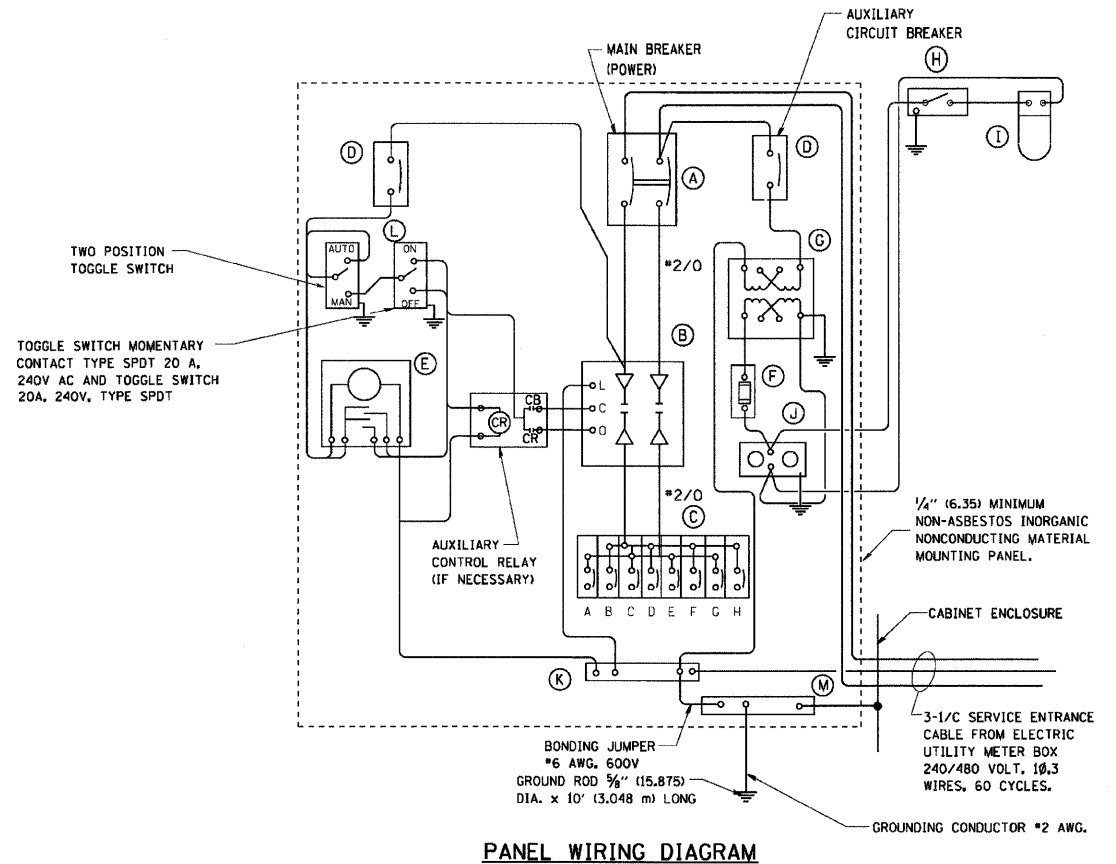 AUXILIARY
CIRCUIT BREAKER
MAIN BREAKER
(POWER)
H
I
D
D
A
L
G
TWO POSITION
TOGGLE SWITCH
AUTO
MAN
ON
OFF
#2/0
TOGGLE SWITCH MOMENTARY
CONTACT TYPE SPDT 20 A,
240V AC AND TOGGLE SWITCH
20A, 240V, TYPE SPDT
B
E
F
L
C
O
CB
CR
CR
J
#2/0
C
AUXILIARY
CONTROL RELAY
(IF NECESSARY)
1/4" (6.35) MINIMUM
NON-ASBESTOS INORGANIC
NONCONDUCTING MATERIAL
MOUNTING PANEL.
A B C D E F G H
CABINET ENCLOSURE
K
M
BONDING JUMPER
#6 AWG. 600V
GROUND ROD 5/8" (15.875)
DIA. x 10' (3.048 m) LONG
3-1/C SERVICE ENTRANCE
CABLE FROM ELECTRIC
UTILITY METER BOX
240/480 VOLT, 1Ø,3
WIRES, 60 CYCLES.
GROUNDING CONDUCTOR #2 AWG.
PANEL WIRING DIAGRAM